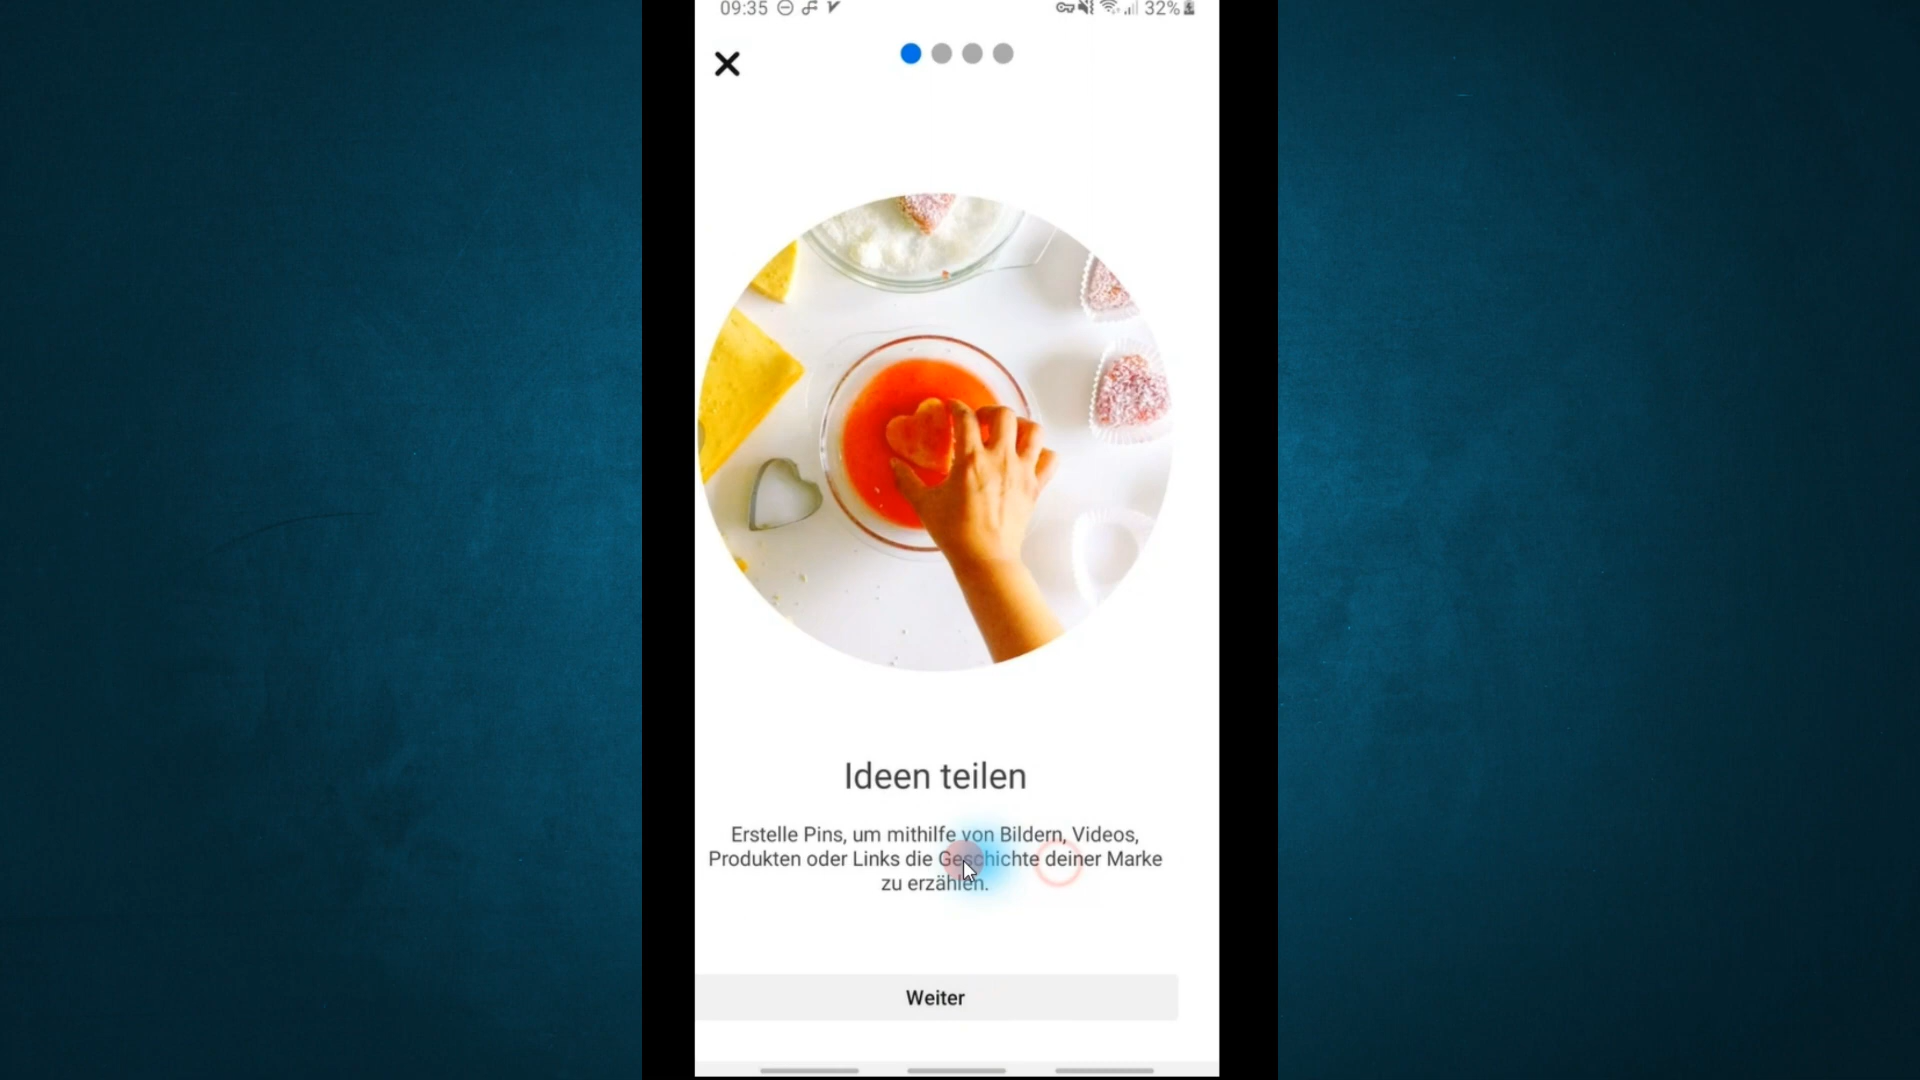 09:35 32%
Ideen teilen
Erstelle Pins, um mithilfe von Bildern, Videos,
Produkten oder Links die Geschichte deiner Marke
zu erzählen.
Weiter